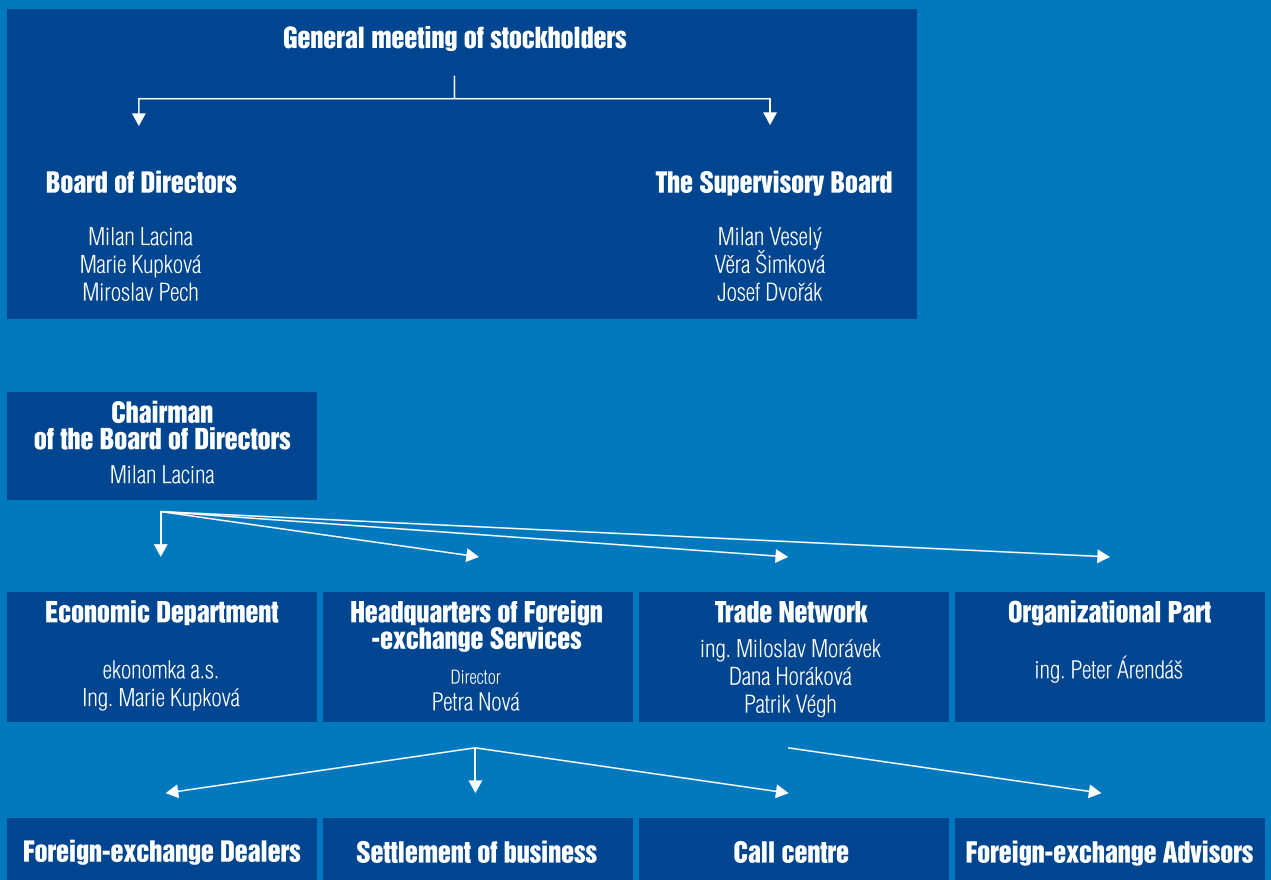 General meeting of stockholders
Board of Directors
Milan Lacina
Marie Kupková
Miroslav Pech
The Supervisory Board
Milan Veselý
Věra Šimková
Josef Dvořák
Chairman
of the Board of Directors
Milan Lacina
Economic Department
ekonomka a.s.
Ing. Marie Kupková
Headquarters of Foreign
-exchange Services
Director
Petra Nová
Trade Network
ing. Miloslav Morávek
Dana Horáková
Patrik Végh
Organizational Part
ing. Peter Árendáš
Foreign-exchange Dealers
Settlement of business
Call centre
Foreign-exchange Advisors